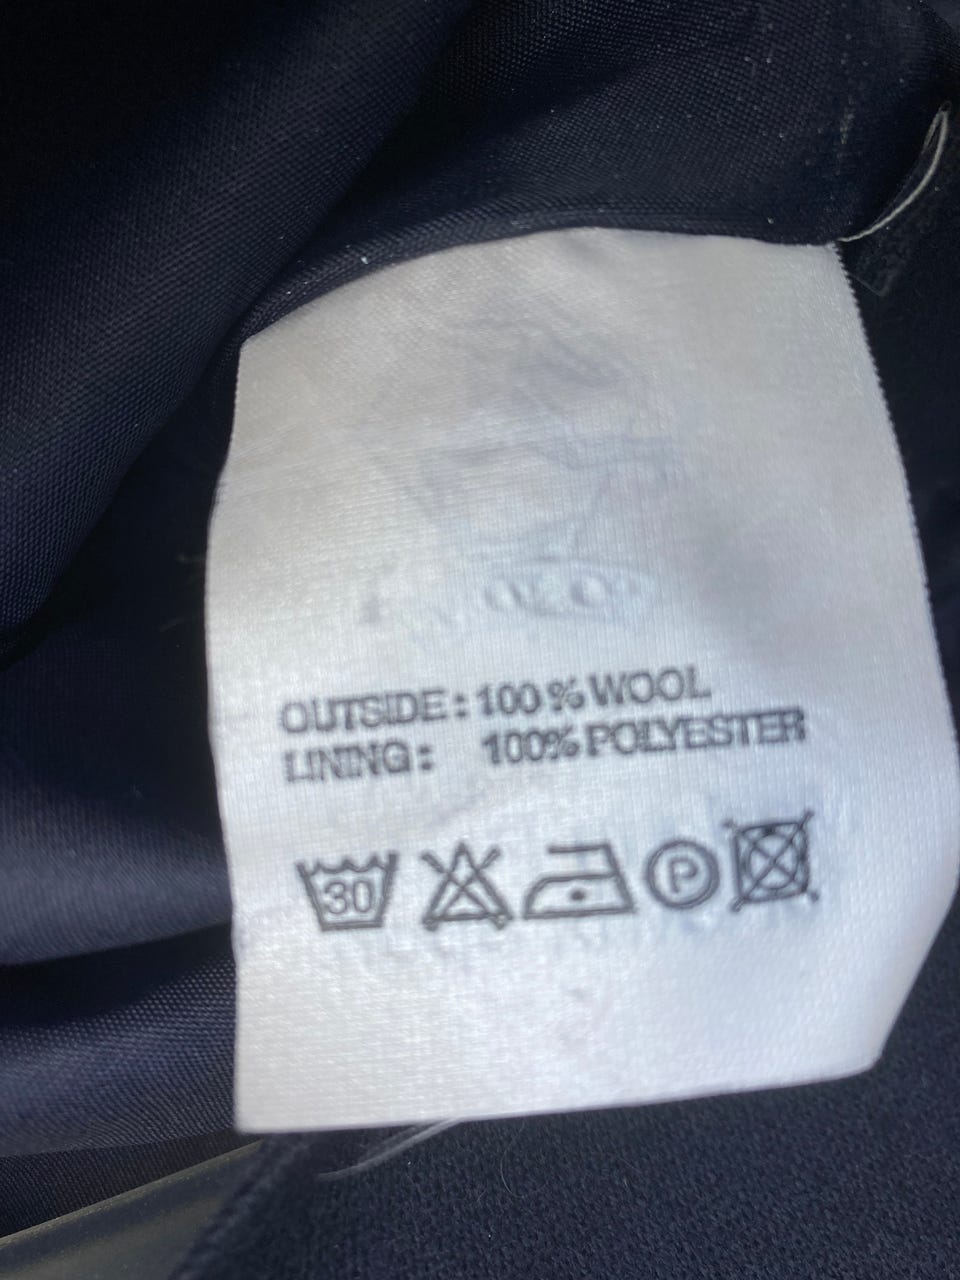 OUTSIDE: 100% WOOL
LINING: 100% POLYESTER
30 P